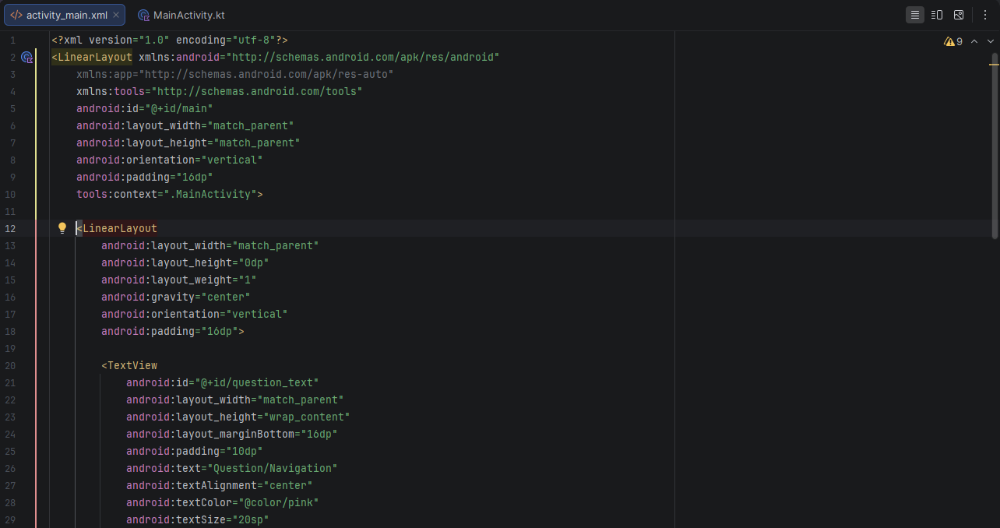 activity_main.xml
MainActivity.kt
9
1 <?xml version="1.0" encoding="utf-8"?>
2 <LinearLayout xmlns:android="http://schemas.android.com/apk/res/android"
3 xmlns:app="http://schemas.android.com/apk/res-auto"
4 xmlns:tools="http://schemas.android.com/tools"
5 android:id="@+id/main"
6 android:layout_width="match_parent"
7 android:layout_height="match_parent"
8 android:orientation="vertical"
9 android:padding="16dp"
10 tools:context=".MainActivity">
11
12 <LinearLayout
13 android:layout_width="match_parent"
14 android:layout_height="0dp"
15 android:layout_weight="1"
16 android:gravity="center"
17 android:orientation="vertical"
18 android:padding="16dp">
19
20 <TextView
21 android:id="@+id/question_text"
22 android:layout_width="match_parent"
23 android:layout_height="wrap_content"
24 android:layout_marginBottom="16dp"
25 android:padding="10dp"
26 android:text="Question/Navigation"
27 android:textAlignment="center"
28 android:textColor="@color/pink"
29 android:textSize="20sp"